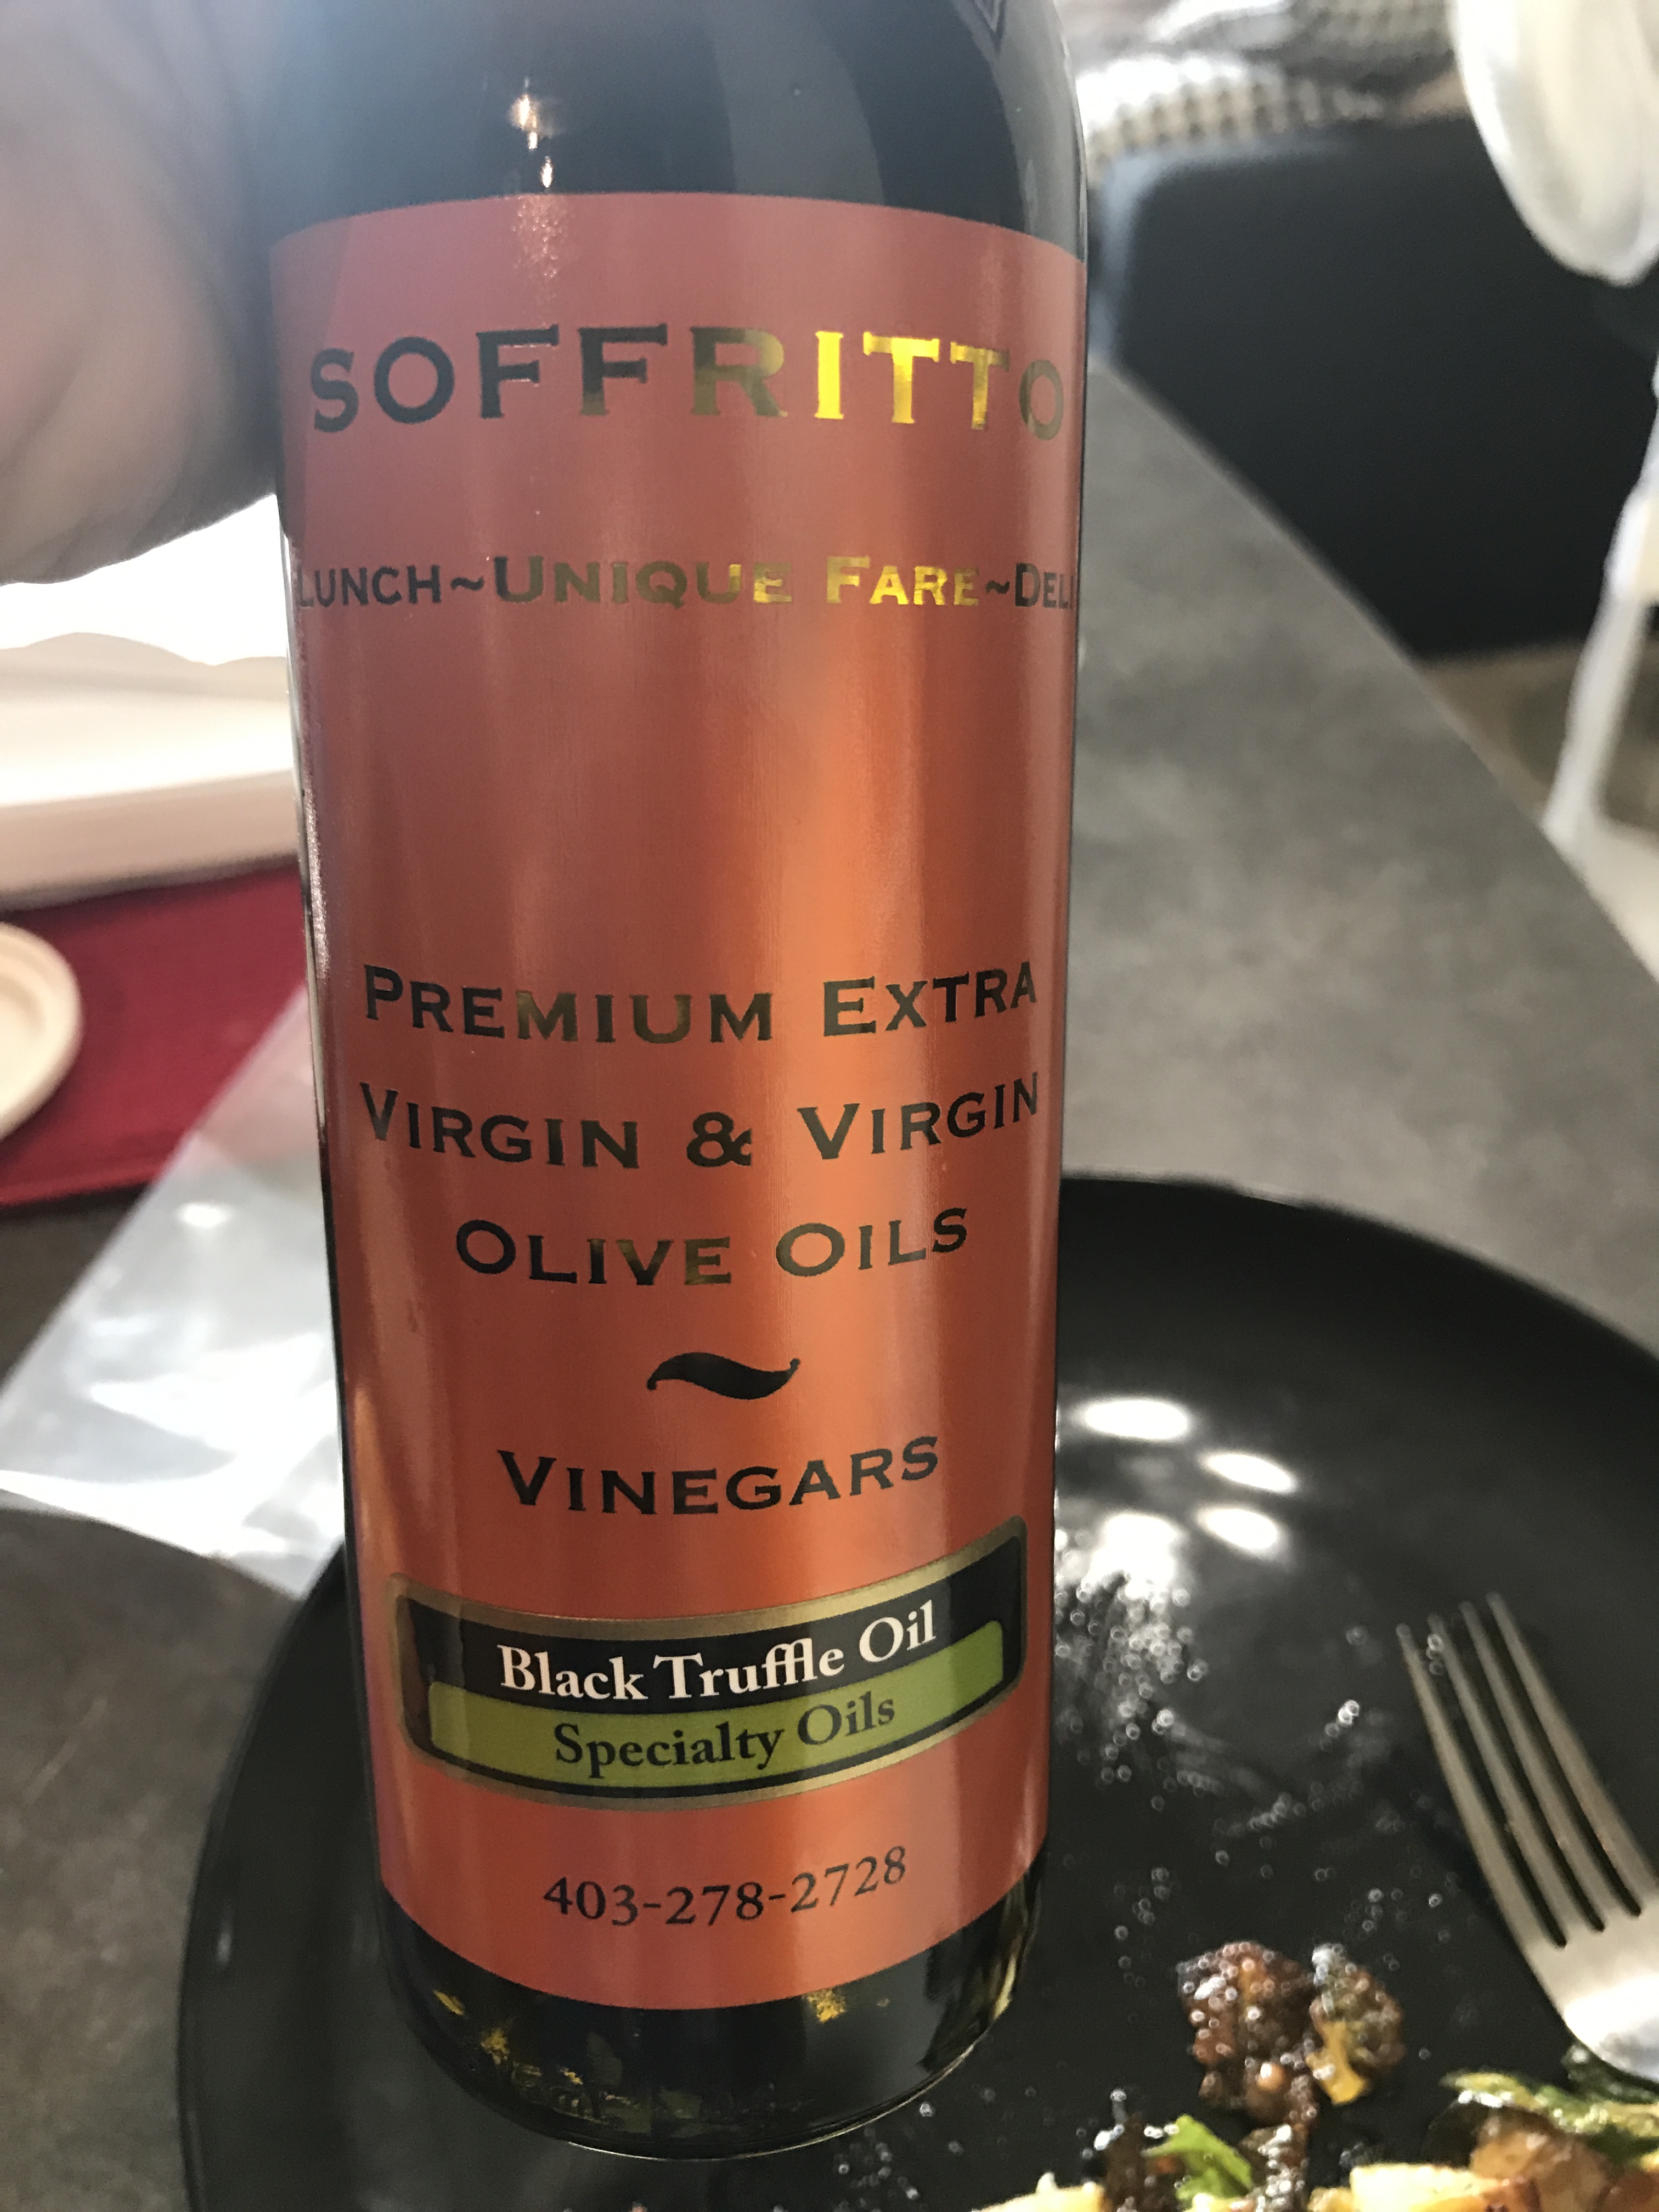 SOFFRITTO
LUNCH~UNIQUE FARE~DELI
PREMIUM EXTRA
VIRGIN & VIRGIN
OLIVE OILS
~
VINEGARS
Black Truffle Oil
Specialty Oils
403-278-2728